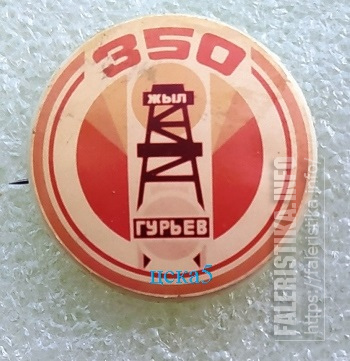 350
ЖЫЛ
ГУРЬЕВ
цска5
FALERISTIKA.INFO
https://faleristika.info/